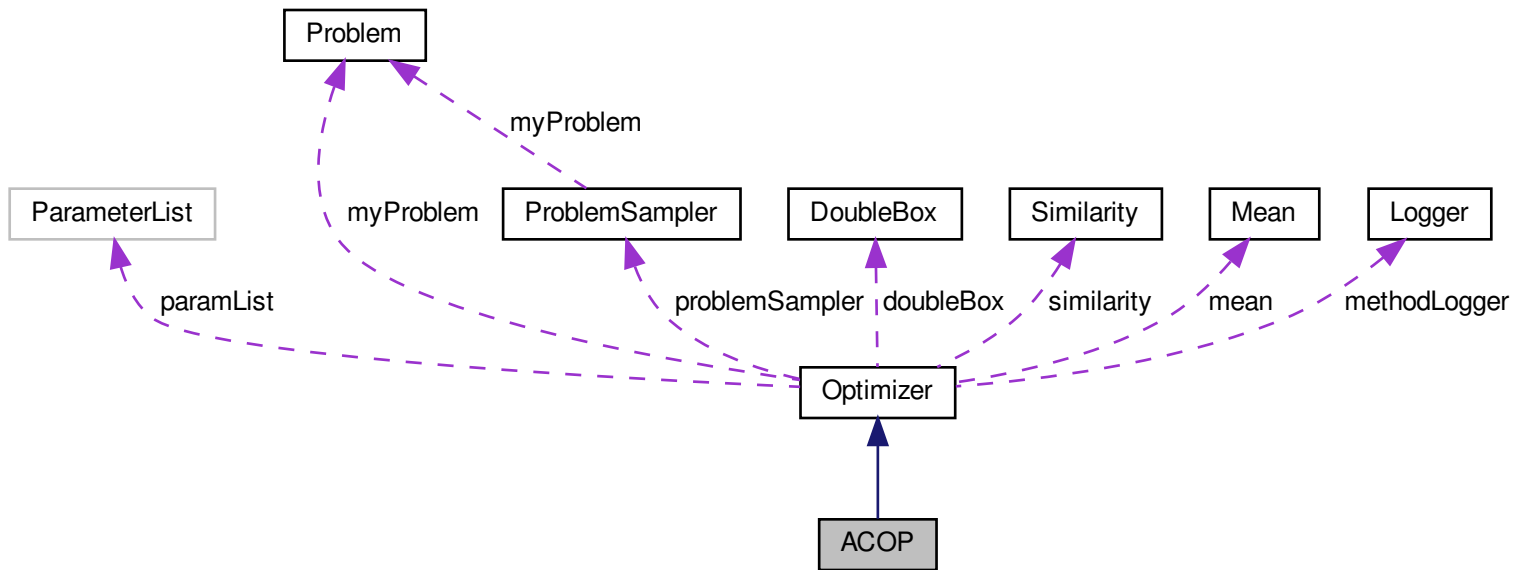 Problem
myProblem
ParameterList
myProblem
ProblemSampler
DoubleBox
Similarity
Mean
Logger
paramList
problemSampler
doubleBox
similarity
mean
methodLogger
Optimizer
ACOP